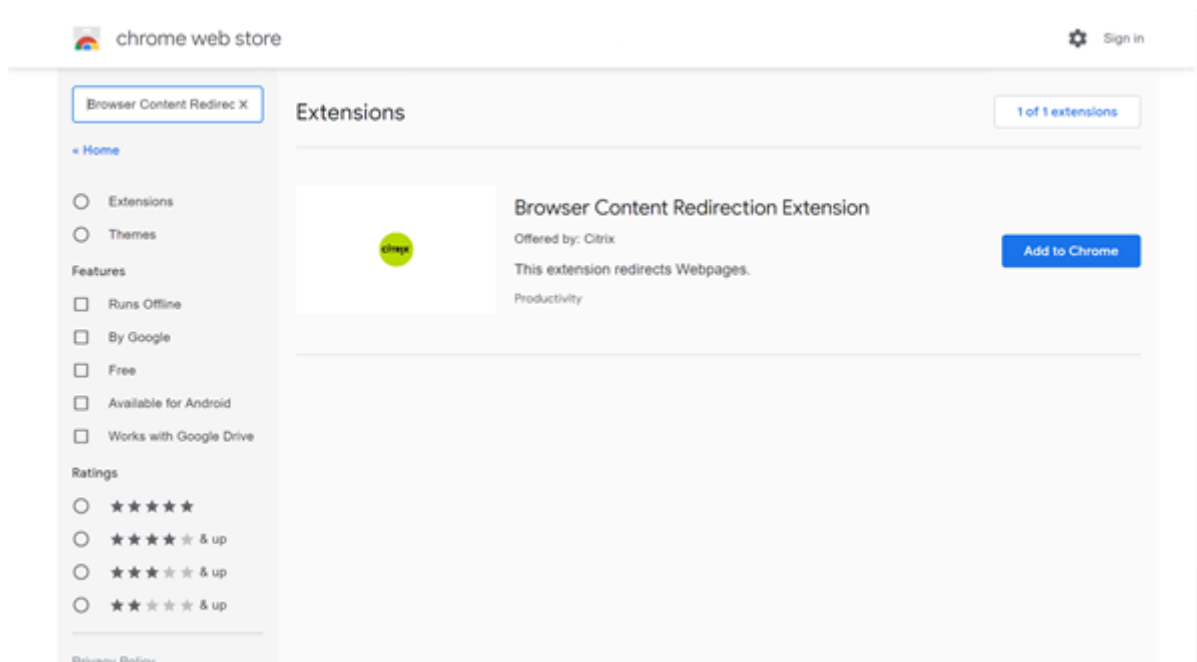 chrome web store
Sign in
Browser Content Redirec ×
Extensions
1 of 1 extensions
« Home
Extensions
Themes
Features
Runs Offline
By Google
Free
Available for Android
Works with Google Drive
Ratings
& up
& up
& up
citrix
Browser Content Redirection Extension
Offered by: Citrix
This extension redirects Webpages.
Productivity
Add to Chrome
Privacy Policy